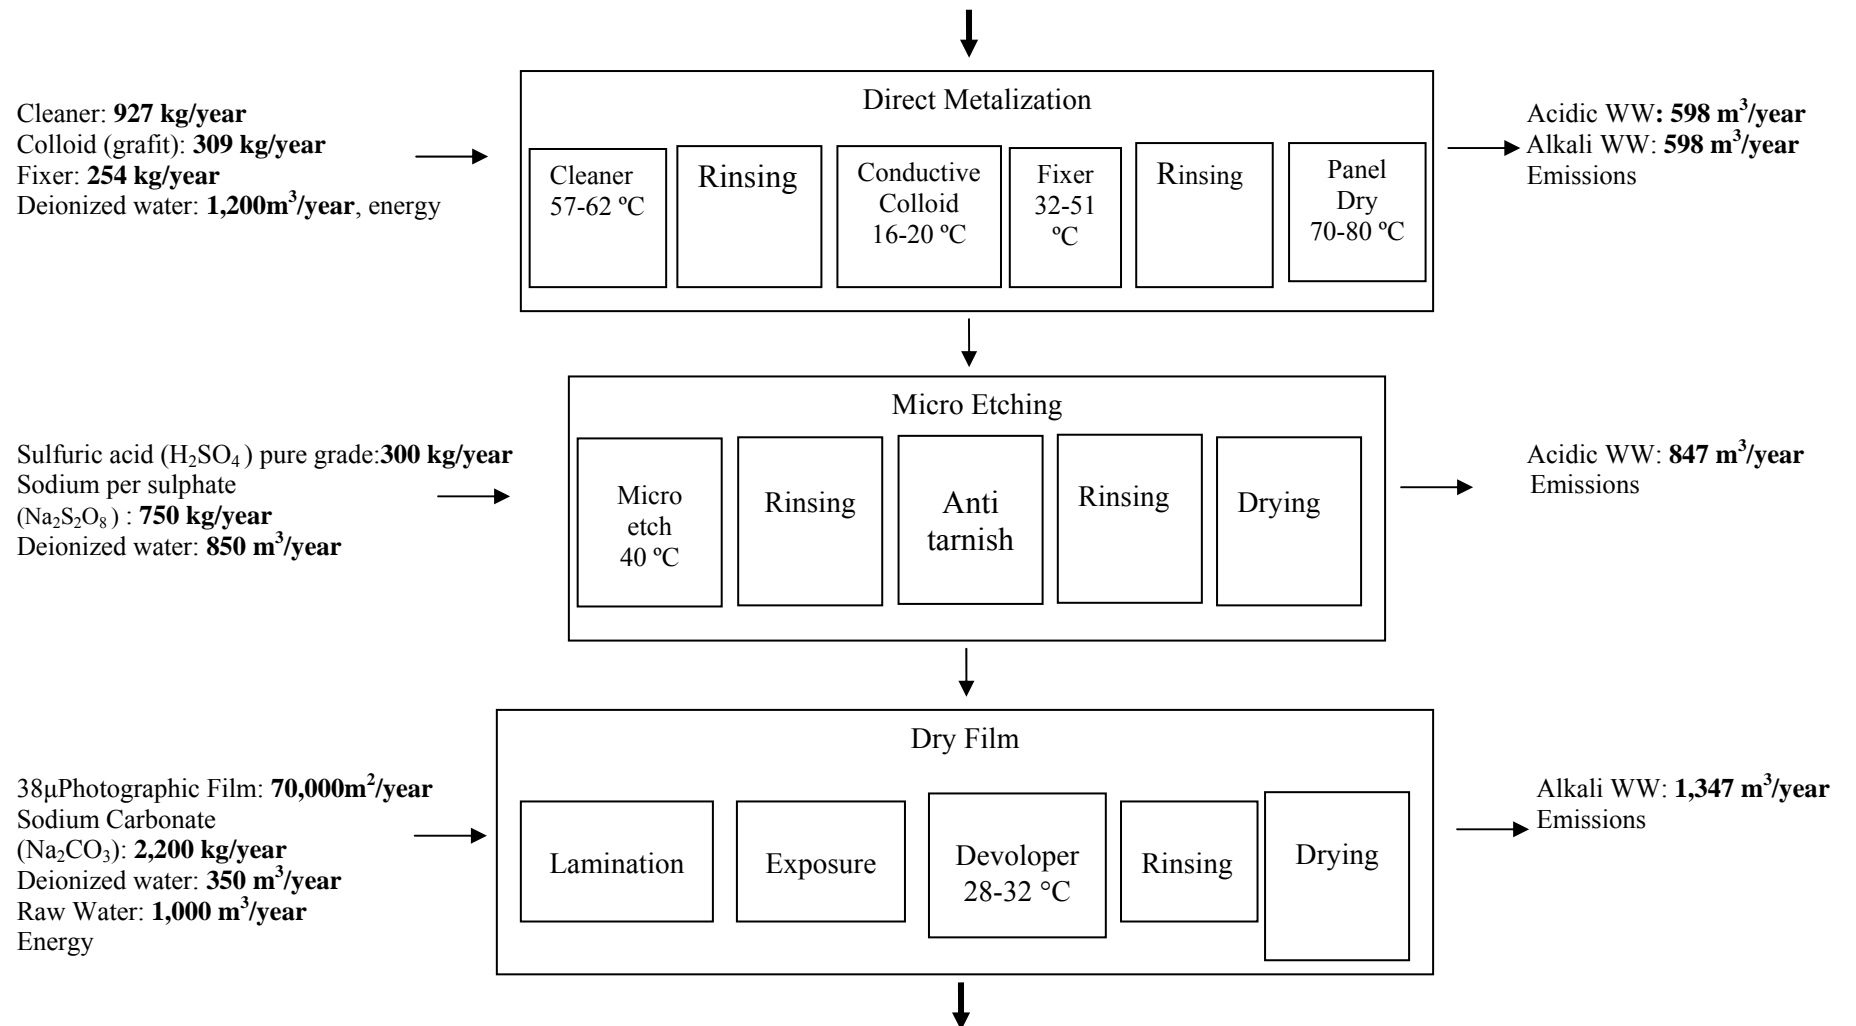 Direct Metalization
Cleaner: 927 kg/year
Colloid (grafit): 309 kg/year
Fixer: 254 kg/year
Deionized water: 1,200m³/year, energy
Cleaner
57-62 ºC
Rinsing
Conductive
Colloid
16-20 ºC
Fixer
32-51
ºC
Rinsing
Panel
Dry
70-80 ºC
Acidic WW: 598 m³/year
Alkali WW: 598 m³/year
Emissions
Micro Etching
Sulfuric acid (H₂SO₄ ) pure grade:300 kg/year
Sodium per sulphate
(Na₂S₂O₈ ) : 750 kg/year
Deionized water: 850 m³/year
Micro
etch
40 ºC
Rinsing
Anti
tarnish
Rinsing
Drying
Acidic WW: 847 m³/year
Emissions
Dry Film
38µPhotographic Film: 70,000m²/year
Sodium Carbonate
(Na₂CO₃): 2,200 kg/year
Deionized water: 350 m³/year
Raw Water: 1,000 m³/year
Energy
Lamination
Exposure
Devoloper
28-32 °C
Rinsing
Drying
Alkali WW: 1,347 m³/year
Emissions